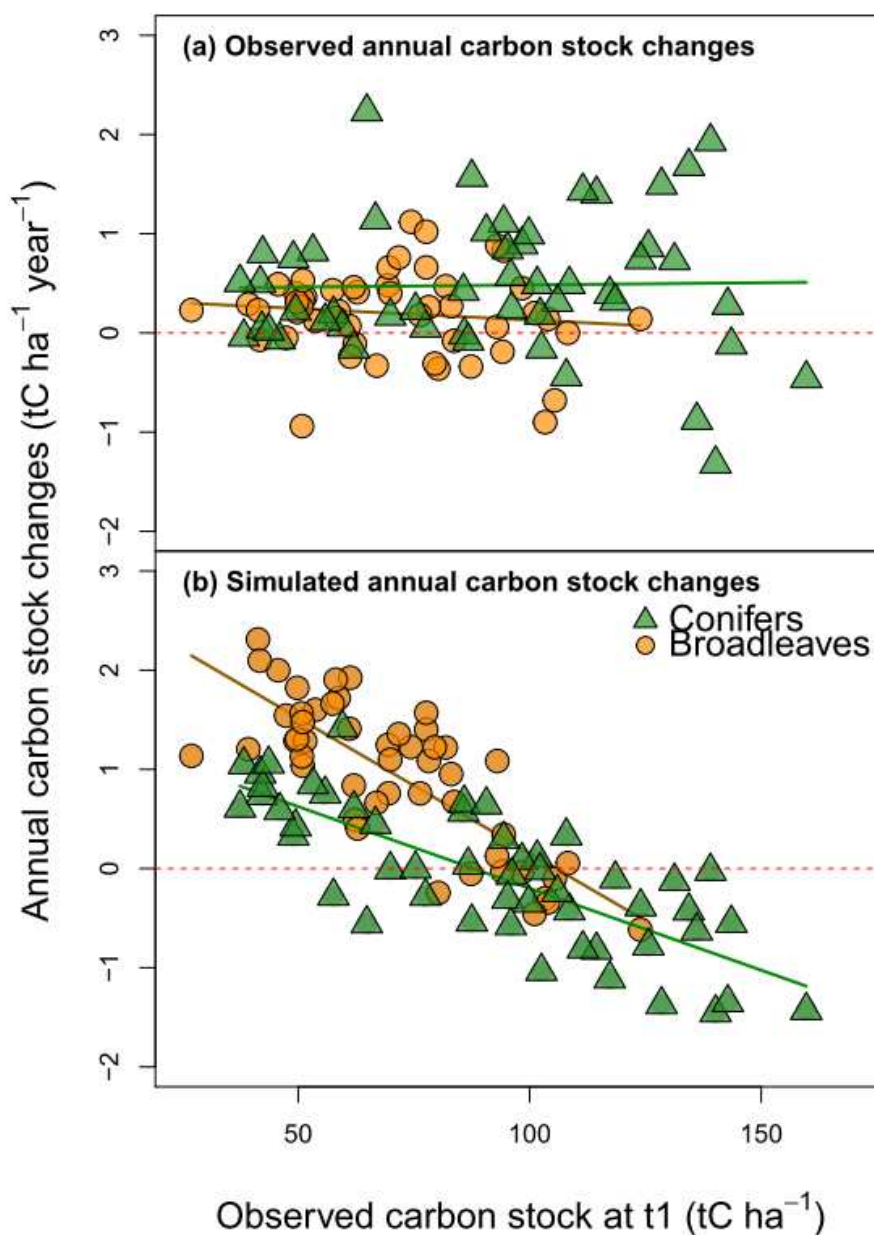 (a) Observed annual carbon stock changes
3
2
1
0
−1
−2
Annual carbon stock changes (tC ha⁻¹ year⁻¹)
(b) Simulated annual carbon stock changes
Conifers
Broadleaves
3
2
1
0
−1
−2
50 100 150
Observed carbon stock at t1 (tC ha⁻¹)